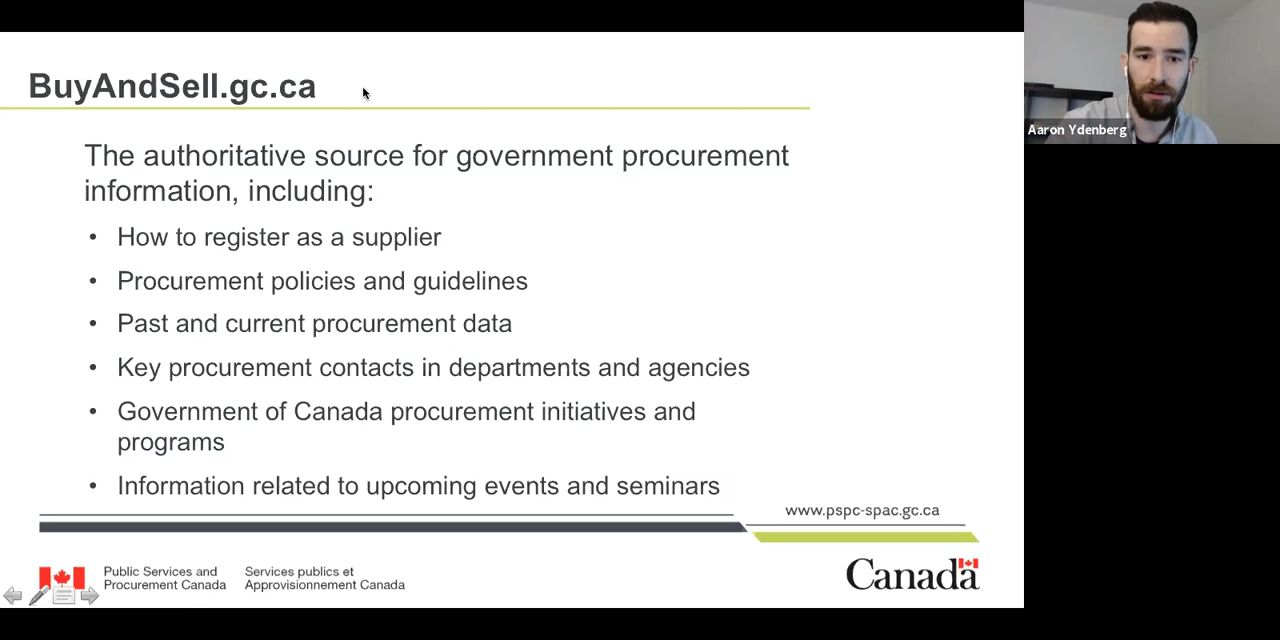 BuyAndSell.gc.ca
The authoritative source for government procurement
information, including:
• How to register as a supplier
• Procurement policies and guidelines
• Past and current procurement data
• Key procurement contacts in departments and agencies
• Government of Canada procurement initiatives and
programs
• Information related to upcoming events and seminars
www.pspc-spac.gc.ca
Public Services and
Procurement Canada
Services publics et
Approvisionnement Canada
Canada
Aaron Ydenberg